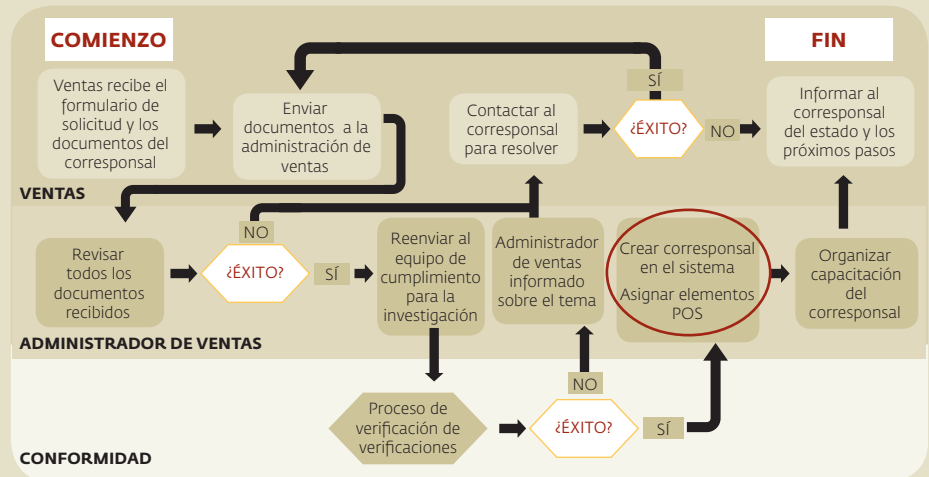 COMIENZO
FIN
Ventas recibe el
formulario de
solicitud y los
documentos del
corresponsal
Enviar
documentos a la
administración de
ventas
Contactar al
corresponsal
para resolver
SÍ
¿ÉXITO?
NO
Informar al
corresponsal
del estado y los
próximos pasos
VENTAS
Revisar
todos los
documentos
recibidos
NO
¿ÉXITO?
SÍ
Reenviar al
equipo de
cumplimiento
para la
investigación
Administrador
de ventas
informado
sobre el tema
Crear corresponsal
en el sistema
Asignar elementos
POS
Organizar
capacitación
del
corresponsal
ADMINISTRADOR DE VENTAS
Proceso de
verificación de
verificaciones
NO
¿ÉXITO?
SÍ
CONFORMIDAD